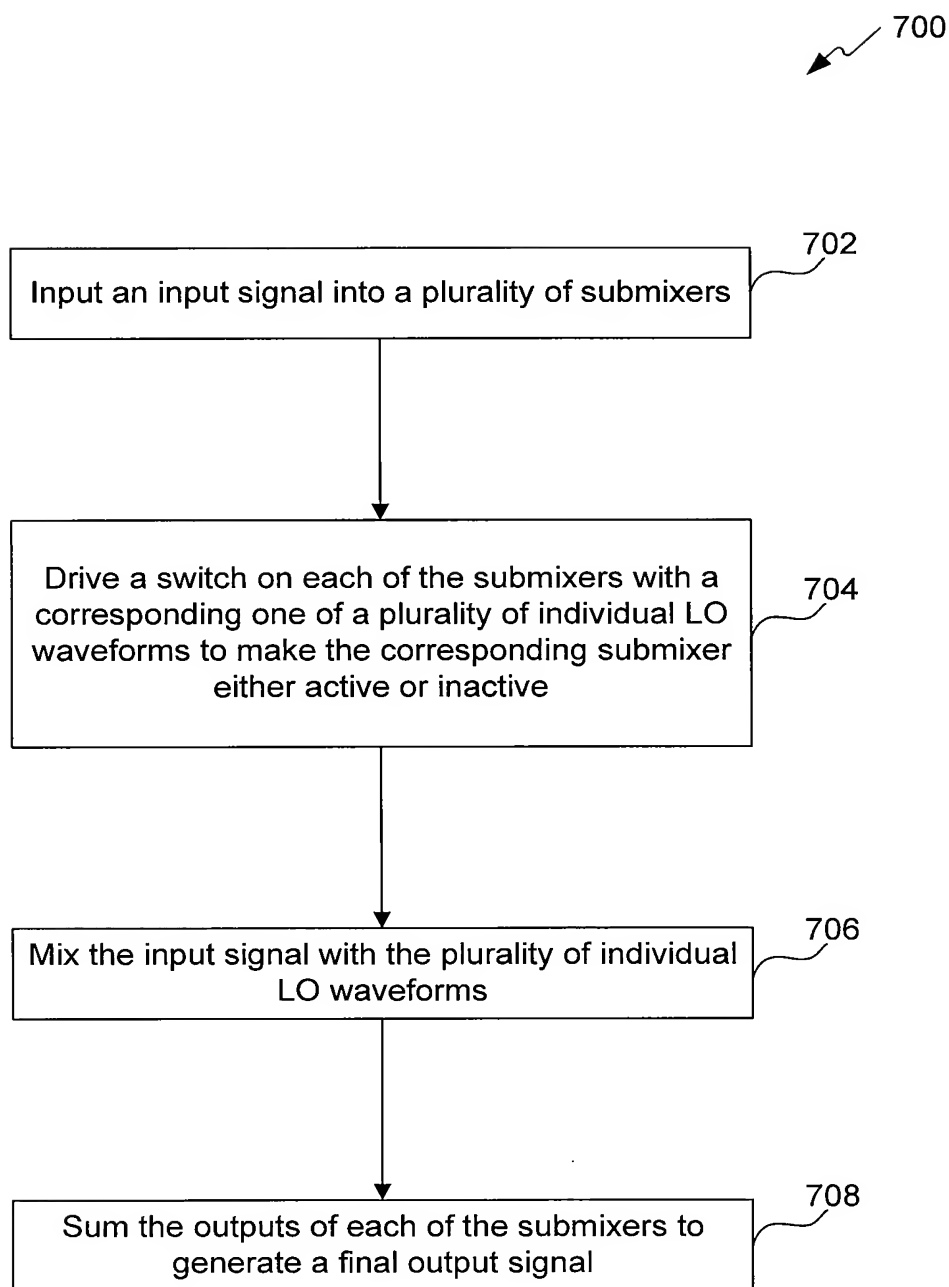 700
702
Input an input signal into a plurality of submixers
Drive a switch on each of the submixers with a
corresponding one of a plurality of individual LO
waveforms to make the corresponding submixer
either active or inactive
704
706
Mix the input signal with the plurality of individual
LO waveforms
708
Sum the outputs of each of the submixers to
generate a final output signal